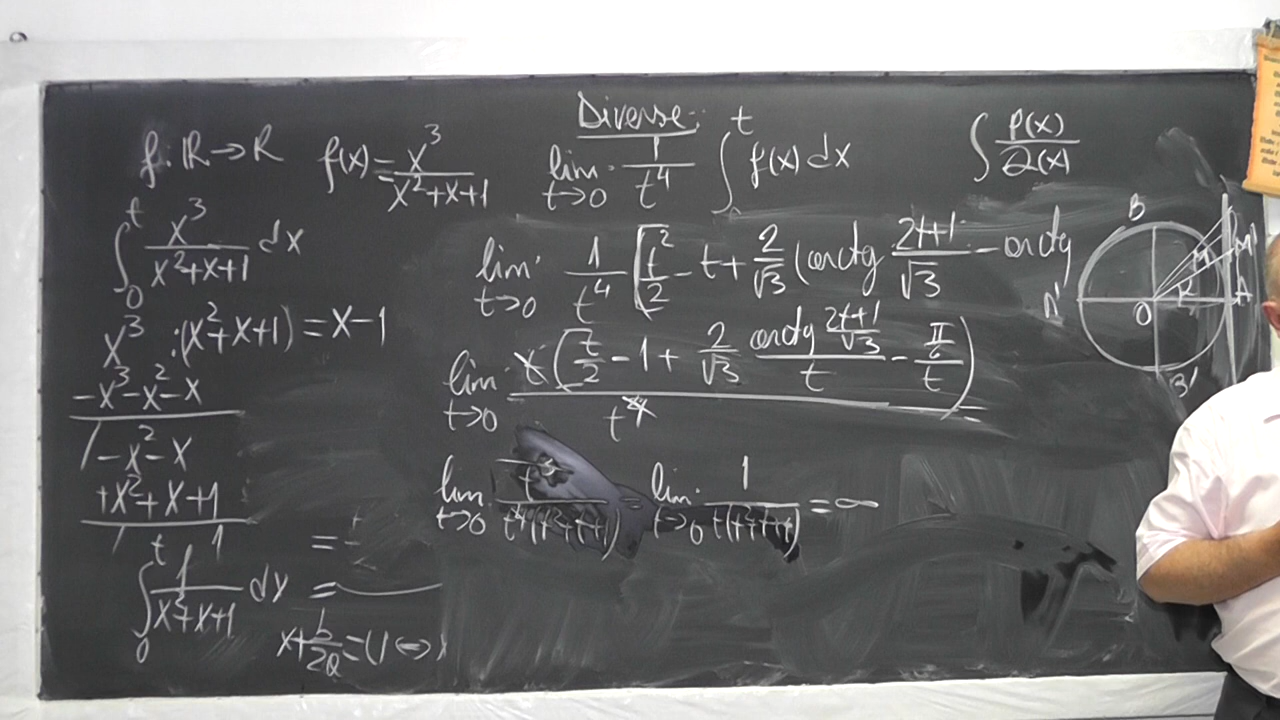 Diverse:
f: ℝ → R f(x) = x³/(x²+x+1) lim t→0 1/t⁴ ∫ t f(x) dx ∫ P(x)/Q(x)
∫₀ᵗ x³/(x²+x+1) dx
x³ :(x²+x+1) = x-1
-x³-x²-x
/ -x²-x
+x²+x+1
/ / 1
∫₀ᵗ 1/(x²+x+1) dx =
x+b/2a = u ⇔
lim t→0 1/t⁴ [t²/2 - t + 2/√3 (arctg (2t+1)/√3 - arctg
lim t→0 t(t/2 - 1 + 2/√3 arctg (2t+1)/√3 / t - π/6 / t) / t⁴
lim t→0 t³/(t⁴(t²+t+1)) = lim t→0 1/(t(t²+t+1)) = ∞
B
M
A' O K A
B'